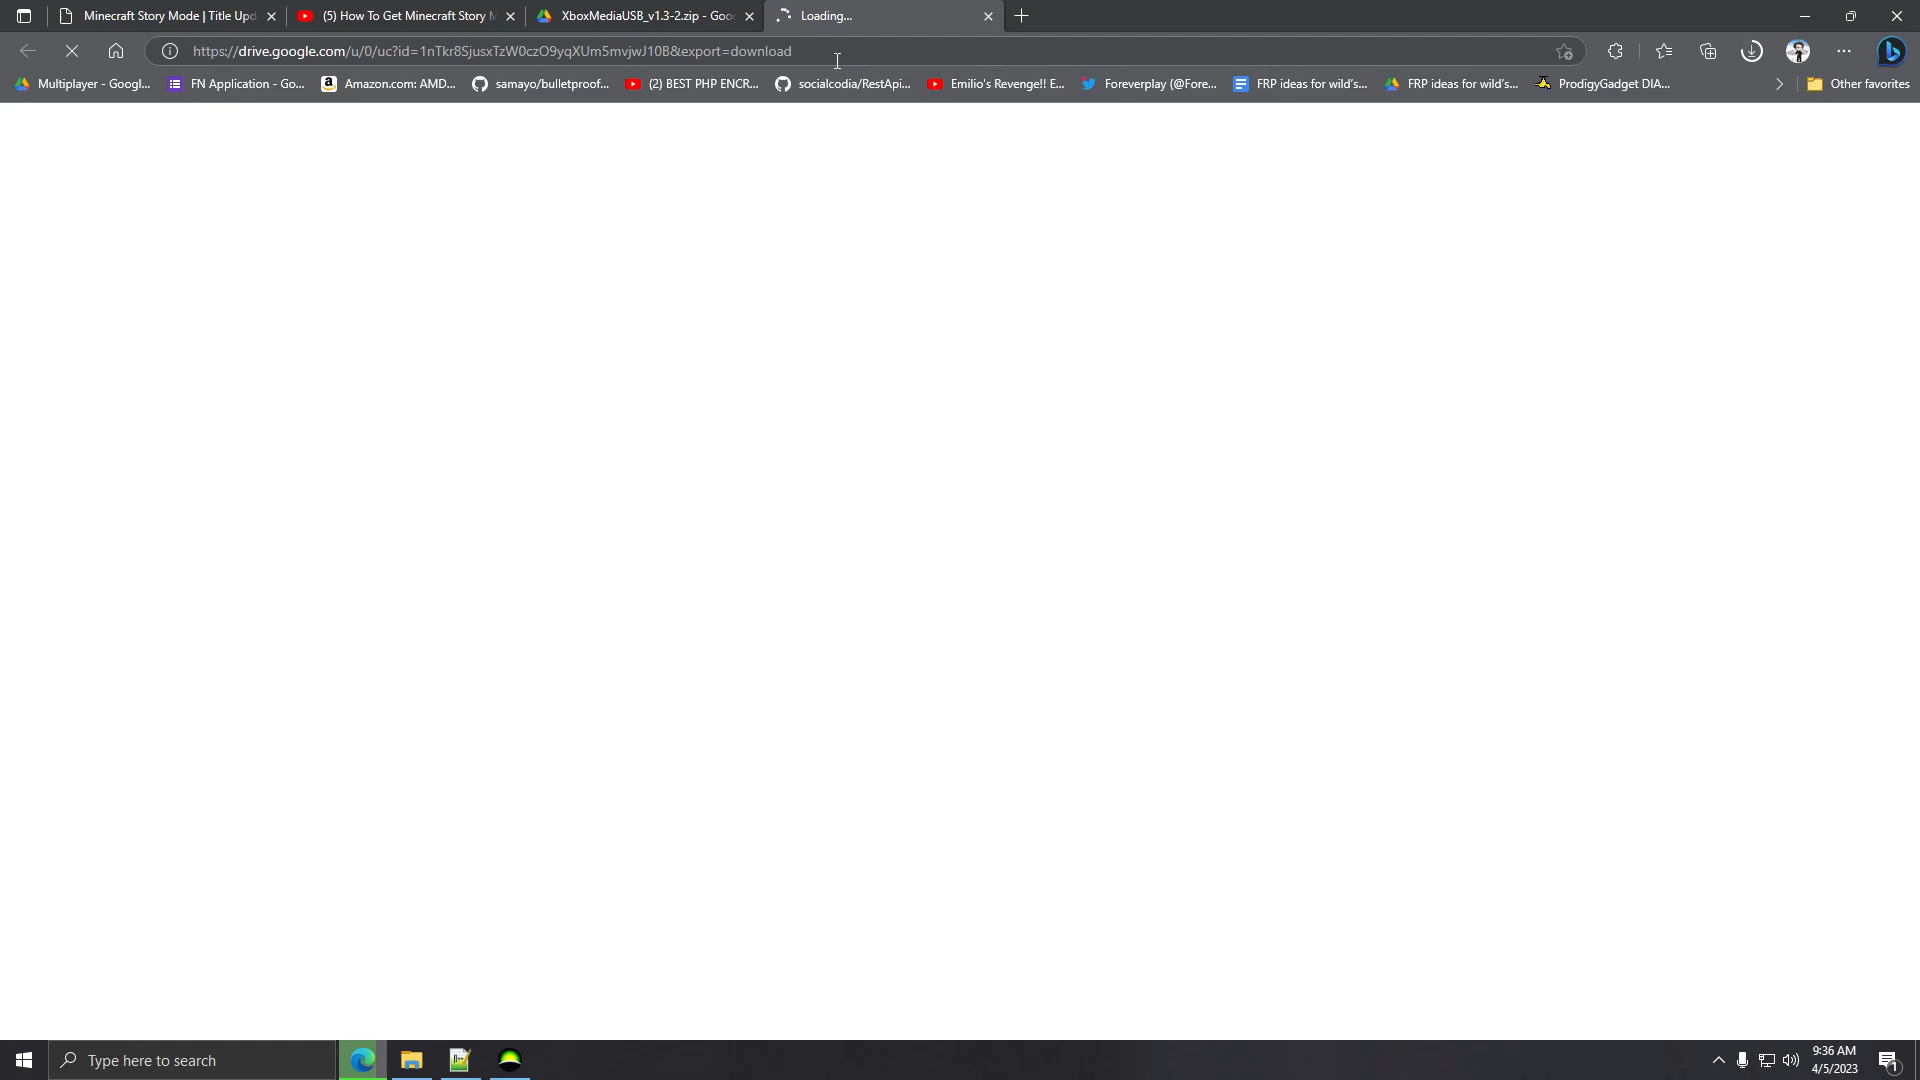 Minecraft Story Mode | Title Upd
(5) How To Get Minecraft Story M
XboxMediaUSB_v1.3-2.zip - Goo
Loading...
https://drive.google.com/u/0/uc?id=1nTkr8SjusxTzW0czO9yqXUm5mvjwJ10B&export=download
Multiplayer - Googl...
FN Application - Go...
Amazon.com: AMD...
samayo/bulletproof...
(2) BEST PHP ENCR...
socialcodia/RestApi...
Emilio's Revenge!! E...
Foreverplay (@Fore...
FRP ideas for wild's...
FRP ideas for wild's...
ProdigyGadget DIA...
Other favorites
Type here to search
9:36 AM
4/5/2023
1